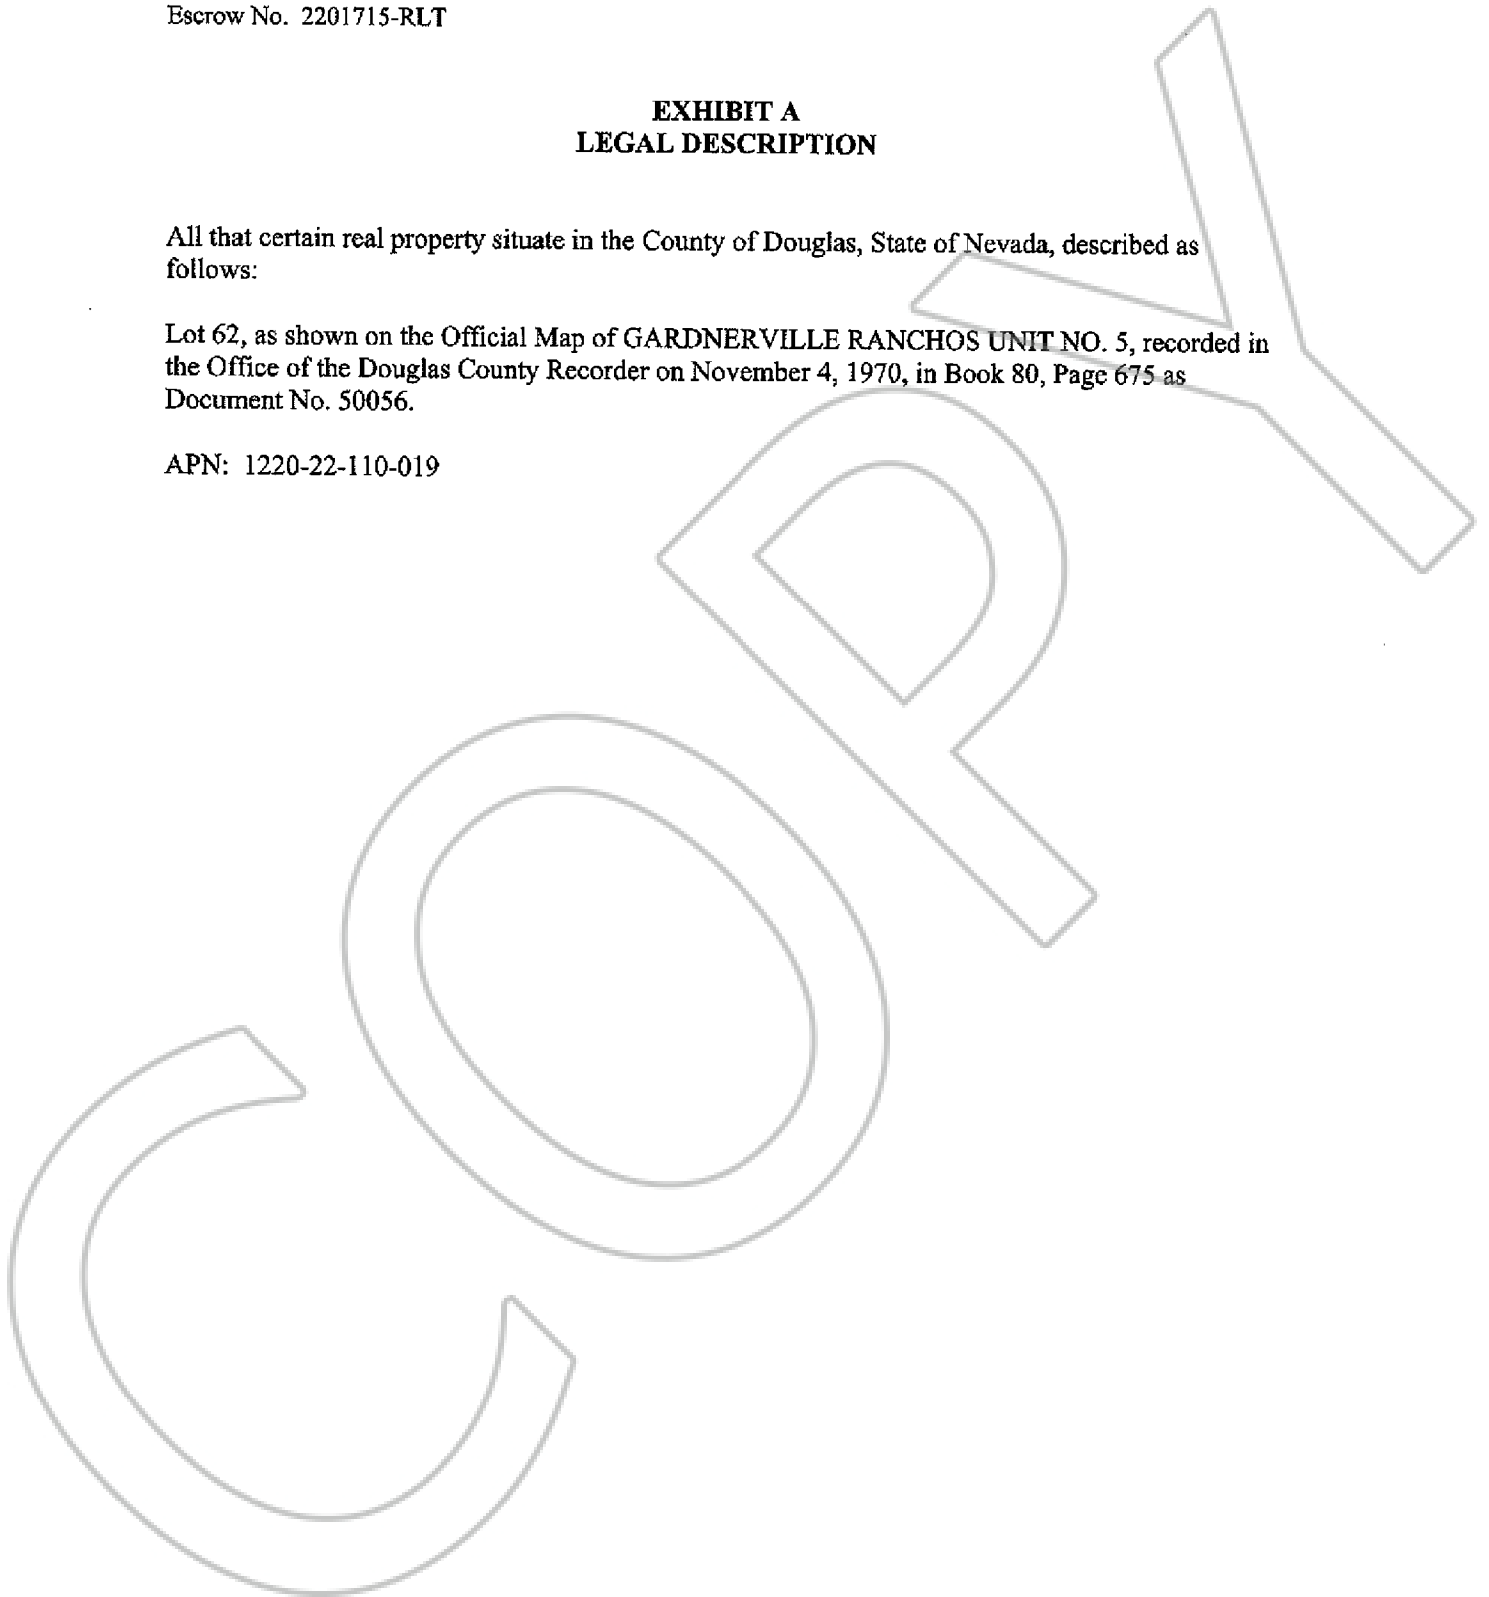 Escrow No. 2201715-RLT
EXHIBIT A
LEGAL DESCRIPTION
All that certain real property situate in the County of Douglas, State of Nevada, described as
follows:
Lot 62, as shown on the Official Map of GARDNERVILLE RANCHOS UNIT NO. 5, recorded in
the Office of the Douglas County Recorder on November 4, 1970, in Book 80, Page 675 as
Document No. 50056.
APN: 1220-22-110-019
COPY